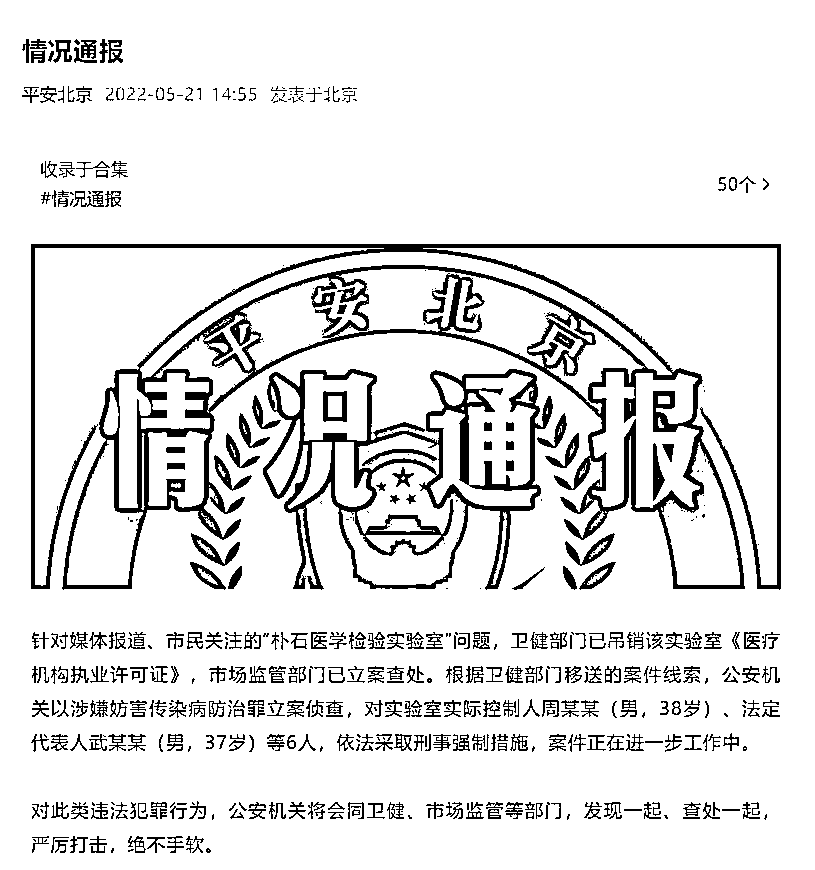 情况通报
平安北京 2022-05-21 14:55 发表于北京
收录于合集
#情况通报
50个 >
平安北京
情况通报
针对媒体报道、市民关注的“朴石医学检验实验室”问题，卫健部门已吊销该实验室《医疗
机构执业许可证》，市场监管部门已立案查处。根据卫健部门移送的案件线索，公安机
关以涉嫌妨害传染病防治罪立案侦查，对实验室实际控制人周某某（男，38岁）、法定
代表人武某某（男，37岁）等6人，依法采取刑事强制措施，案件正在进一步工作中。
对此类违法犯罪行为，公安机关将会同卫健、市场监管等部门，发现一起、查处一起，
严厉打击，绝不手软。